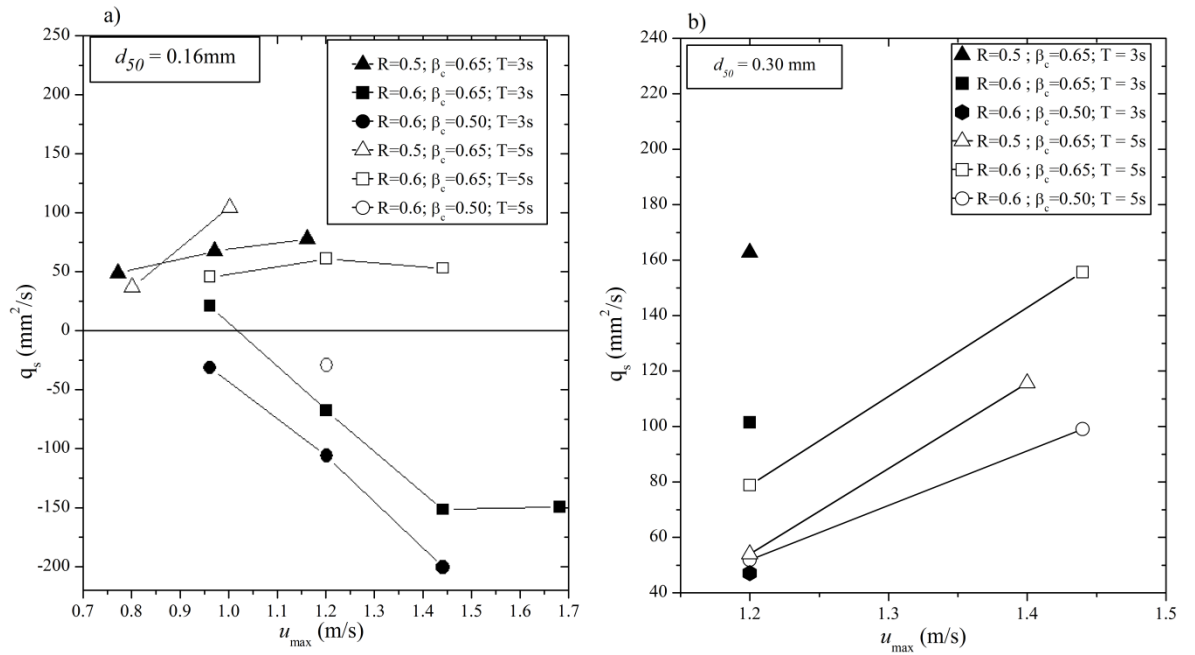 a)
d50 = 0.16mm
R=0.5; βc=0.65; T=3s
R=0.6; βc=0.65; T=3s
R=0.6; βc=0.50; T=3s
R=0.5; βc=0.65; T=5s
R=0.6; βc=0.65; T=5s
R=0.6; βc=0.50; T=5s
250
200
150
100
50
0
-50
-100
-150
-200
qs (mm²/s)
0.7 0.8 0.9 1.0 1.1 1.2 1.3 1.4 1.5 1.6 1.7
umax (m/s)
b)
d50 = 0.30 mm
R=0.5 ; βc=0.65; T = 3s
R=0.6 ; βc=0.65; T = 3s
R=0.6 ; βc=0.50; T = 3s
R=0.5 ; βc=0.65; T = 5s
R=0.6 ; βc=0.65; T = 5s
R=0.6 ; βc=0.50; T = 5s
240
220
200
180
160
140
120
100
80
60
40
qs (mm²/s)
1.2 1.3 1.4 1.5
umax (m/s)